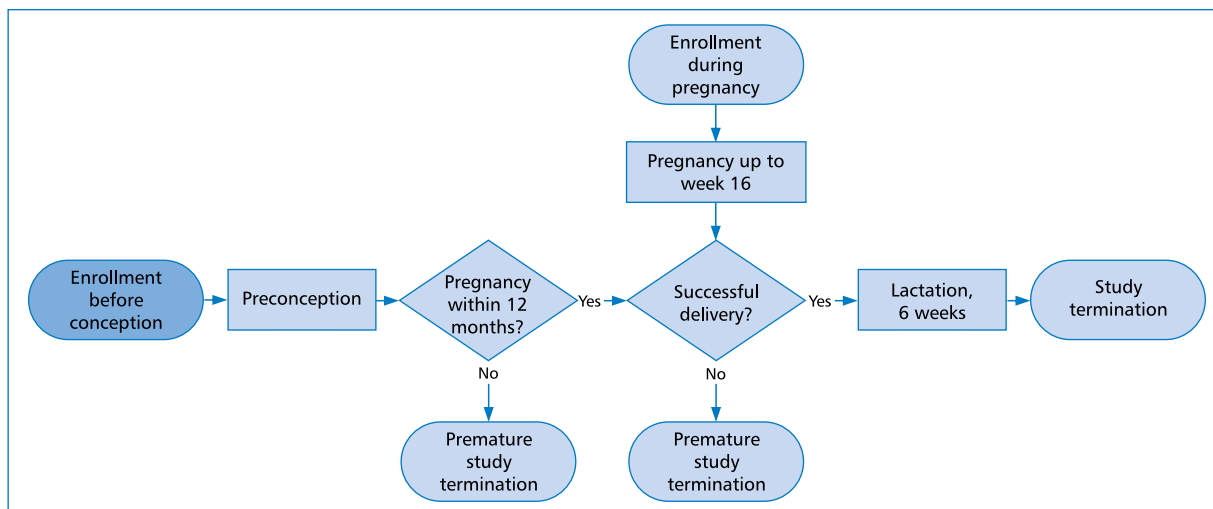 Enrollment
during
pregnancy
Pregnancy up to
week 16
Enrollment
before
conception
Preconception
Pregnancy
within 12
months?
Yes
Successful
delivery?
Yes
Lactation,
6 weeks
Study
termination
No
No
Premature
study
termination
Premature
study
termination